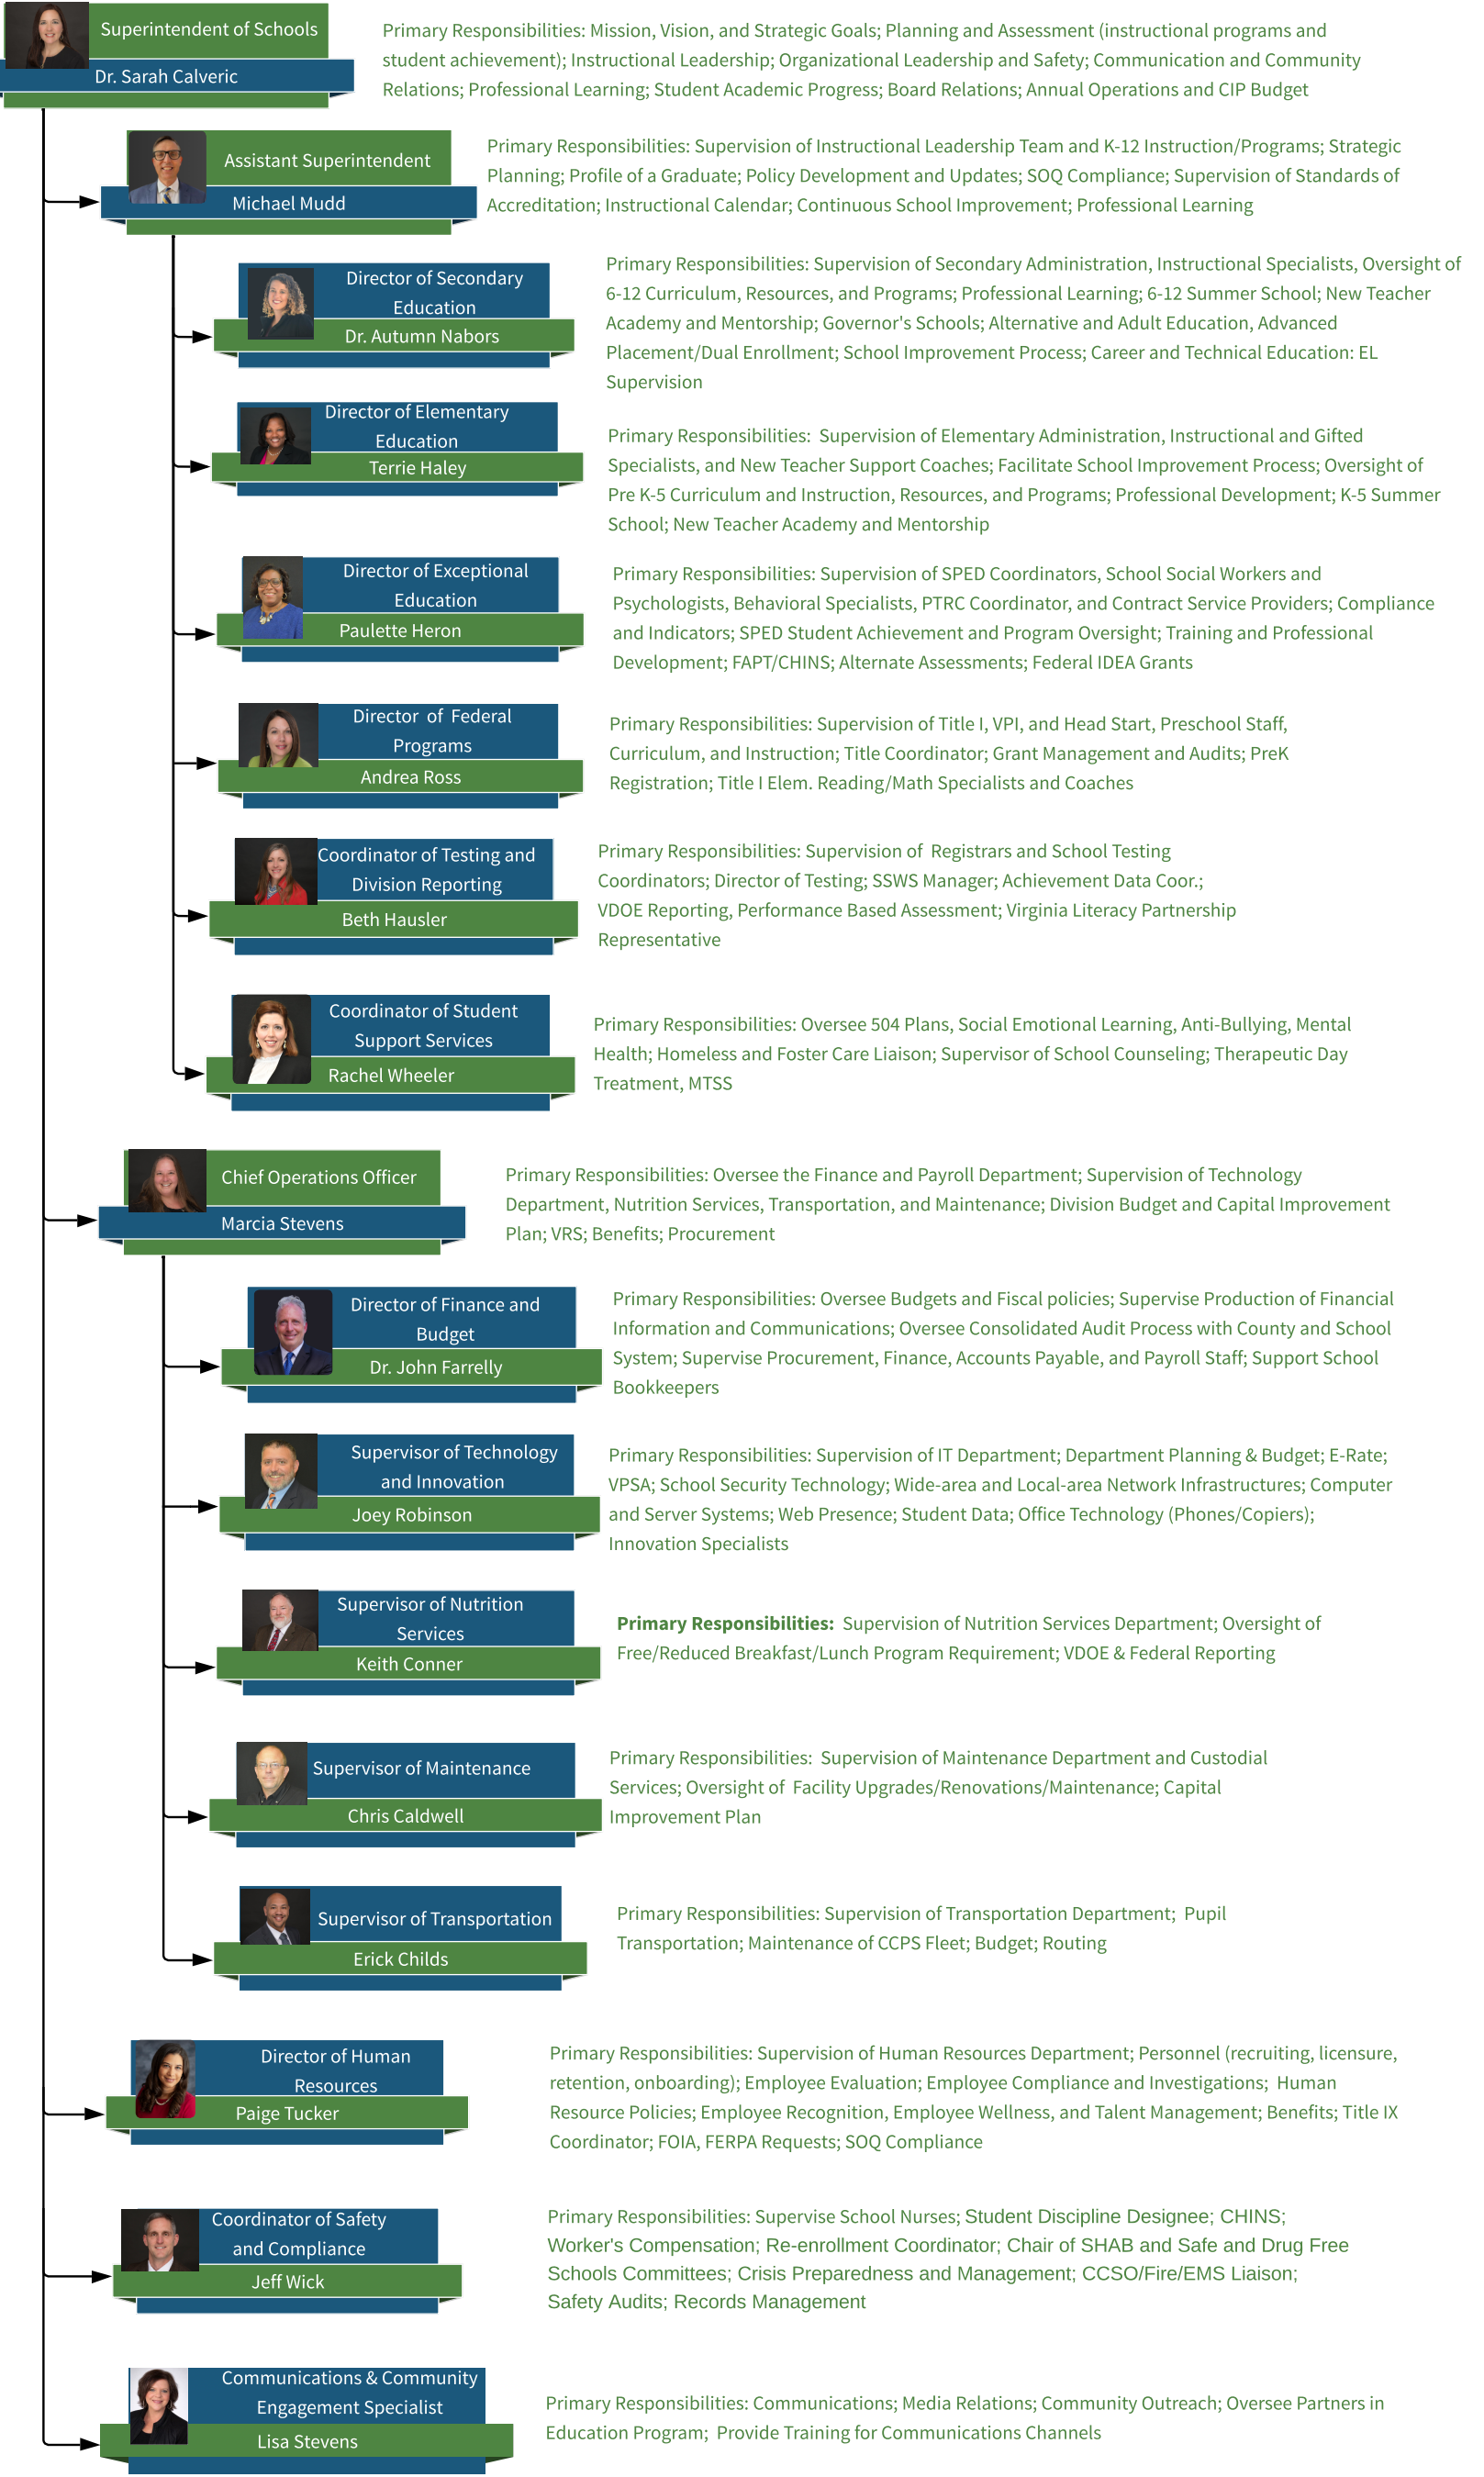 Superintendent of Schools
Dr. Sarah Calveric
Primary Responsibilities: Mission, Vision, and Strategic Goals; Planning and Assessment (instructional programs and
student achievement); Instructional Leadership; Organizational Leadership and Safety; Communication and Community
Relations; Professional Learning; Student Academic Progress; Board Relations; Annual Operations and CIP Budget
Assistant Superintendent
Michael Mudd
Primary Responsibilities: Supervision of Instructional Leadership Team and K-12 Instruction/Programs; Strategic
Planning; Profile of a Graduate; Policy Development and Updates; SOQ Compliance; Supervision of Standards of
Accreditation; Instructional Calendar; Continuous School Improvement; Professional Learning
Director of Secondary
Education
Dr. Autumn Nabors
Primary Responsibilities: Supervision of Secondary Administration, Instructional Specialists, Oversight of
6-12 Curriculum, Resources, and Programs; Professional Learning; 6-12 Summer School; New Teacher
Academy and Mentorship; Governor's Schools; Alternative and Adult Education, Advanced
Placement/Dual Enrollment; School Improvement Process; Career and Technical Education: EL
Supervision
Director of Elementary
Education
Terrie Haley
Primary Responsibilities: Supervision of Elementary Administration, Instructional and Gifted
Specialists, and New Teacher Support Coaches; Facilitate School Improvement Process; Oversight of
Pre K-5 Curriculum and Instruction, Resources, and Programs; Professional Development; K-5 Summer
School; New Teacher Academy and Mentorship
Director of Exceptional
Education
Paulette Heron
Primary Responsibilities: Supervision of SPED Coordinators, School Social Workers and
Psychologists, Behavioral Specialists, PTRC Coordinator, and Contract Service Providers; Compliance
and Indicators; SPED Student Achievement and Program Oversight; Training and Professional
Development; FAPT/CHINS; Alternate Assessments; Federal IDEA Grants
Director of Federal
Programs
Andrea Ross
Primary Responsibilities: Supervision of Title I, VPI, and Head Start, Preschool Staff,
Curriculum, and Instruction; Title Coordinator; Grant Management and Audits; PreK
Registration; Title I Elem. Reading/Math Specialists and Coaches
Coordinator of Testing and
Division Reporting
Beth Hausler
Primary Responsibilities: Supervision of Registrars and School Testing
Coordinators; Director of Testing; SSWS Manager; Achievement Data Coor.;
VDOE Reporting, Performance Based Assessment; Virginia Literacy Partnership
Representative
Coordinator of Student
Support Services
Rachel Wheeler
Primary Responsibilities: Oversee 504 Plans, Social Emotional Learning, Anti-Bullying, Mental
Health; Homeless and Foster Care Liaison; Supervisor of School Counseling; Therapeutic Day
Treatment, MTSS
Chief Operations Officer
Marcia Stevens
Primary Responsibilities: Oversee the Finance and Payroll Department; Supervision of Technology
Department, Nutrition Services, Transportation, and Maintenance; Division Budget and Capital Improvement
Plan; VRS; Benefits; Procurement
Director of Finance and
Budget
Dr. John Farrelly
Primary Responsibilities: Oversee Budgets and Fiscal policies; Supervise Production of Financial
Information and Communications; Oversee Consolidated Audit Process with County and School
System; Supervise Procurement, Finance, Accounts Payable, and Payroll Staff; Support School
Bookkeepers
Supervisor of Technology
and Innovation
Joey Robinson
Primary Responsibilities: Supervision of IT Department; Department Planning & Budget; E-Rate;
VPSA; School Security Technology; Wide-area and Local-area Network Infrastructures; Computer
and Server Systems; Web Presence; Student Data; Office Technology (Phones/Copiers);
Innovation Specialists
Supervisor of Nutrition
Services
Keith Conner
Primary Responsibilities: Supervision of Nutrition Services Department; Oversight of
Free/Reduced Breakfast/Lunch Program Requirement; VDOE & Federal Reporting
Supervisor of Maintenance
Chris Caldwell
Primary Responsibilities: Supervision of Maintenance Department and Custodial
Services; Oversight of Facility Upgrades/Renovations/Maintenance; Capital
Improvement Plan
Supervisor of Transportation
Erick Childs
Primary Responsibilities: Supervision of Transportation Department; Pupil
Transportation; Maintenance of CCPS Fleet; Budget; Routing
Director of Human
Resources
Paige Tucker
Primary Responsibilities: Supervision of Human Resources Department; Personnel (recruiting, licensure,
retention, onboarding); Employee Evaluation; Employee Compliance and Investigations; Human
Resource Policies; Employee Recognition, Employee Wellness, and Talent Management; Benefits; Title IX
Coordinator; FOIA, FERPA Requests; SOQ Compliance
Coordinator of Safety
and Compliance
Jeff Wick
Primary Responsibilities: Supervise School Nurses; Student Discipline Designee; CHINS;
Worker's Compensation; Re-enrollment Coordinator; Chair of SHAB and Safe and Drug Free
Schools Committees; Crisis Preparedness and Management; CCSO/Fire/EMS Liaison;
Safety Audits; Records Management
Communications & Community
Engagement Specialist
Lisa Stevens
Primary Responsibilities: Communications; Media Relations; Community Outreach; Oversee Partners in
Education Program; Provide Training for Communications Channels